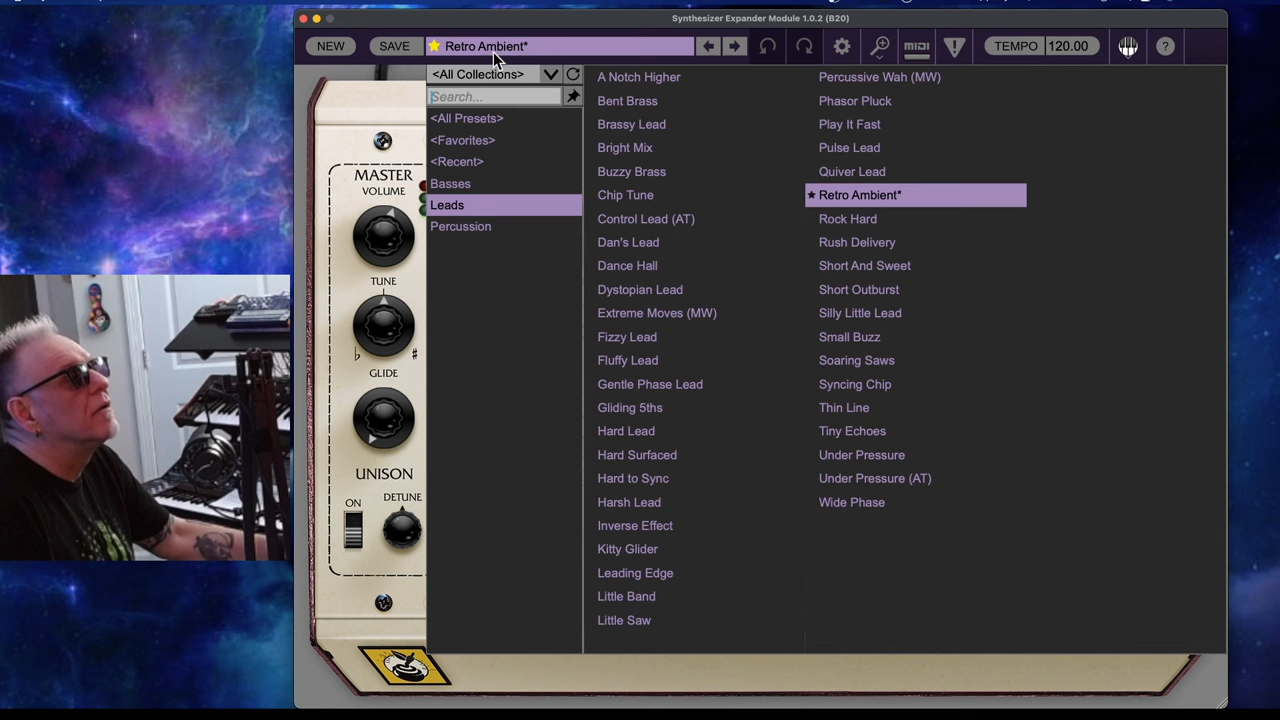 Synthesizer Expander Module 1.0.2 (B20)
NEW
SAVE
Retro Ambient*
MIDI
TEMPO 120.00
?
<All Collections>
Search...
<All Presets>
<Favorites>
<Recent>
Basses
Leads
Percussion
A Notch Higher
Bent Brass
Brassy Lead
Bright Mix
Buzzy Brass
Chip Tune
Control Lead (AT)
Dan's Lead
Dance Hall
Dystopian Lead
Extreme Moves (MW)
Fizzy Lead
Fluffy Lead
Gentle Phase Lead
Gliding 5ths
Hard Lead
Hard Surfaced
Hard to Sync
Harsh Lead
Inverse Effect
Kitty Glider
Leading Edge
Little Band
Little Saw
Percussive Wah (MW)
Phasor Pluck
Play It Fast
Pulse Lead
Quiver Lead
Retro Ambient*
Rock Hard
Rush Delivery
Short And Sweet
Short Outburst
Silly Little Lead
Small Buzz
Soaring Saws
Syncing Chip
Thin Line
Tiny Echoes
Under Pressure
Under Pressure (AT)
Wide Phase
MASTER
VOLUME
TUNE
♭ ♯
GLIDE
UNISON
ON
DETUNE